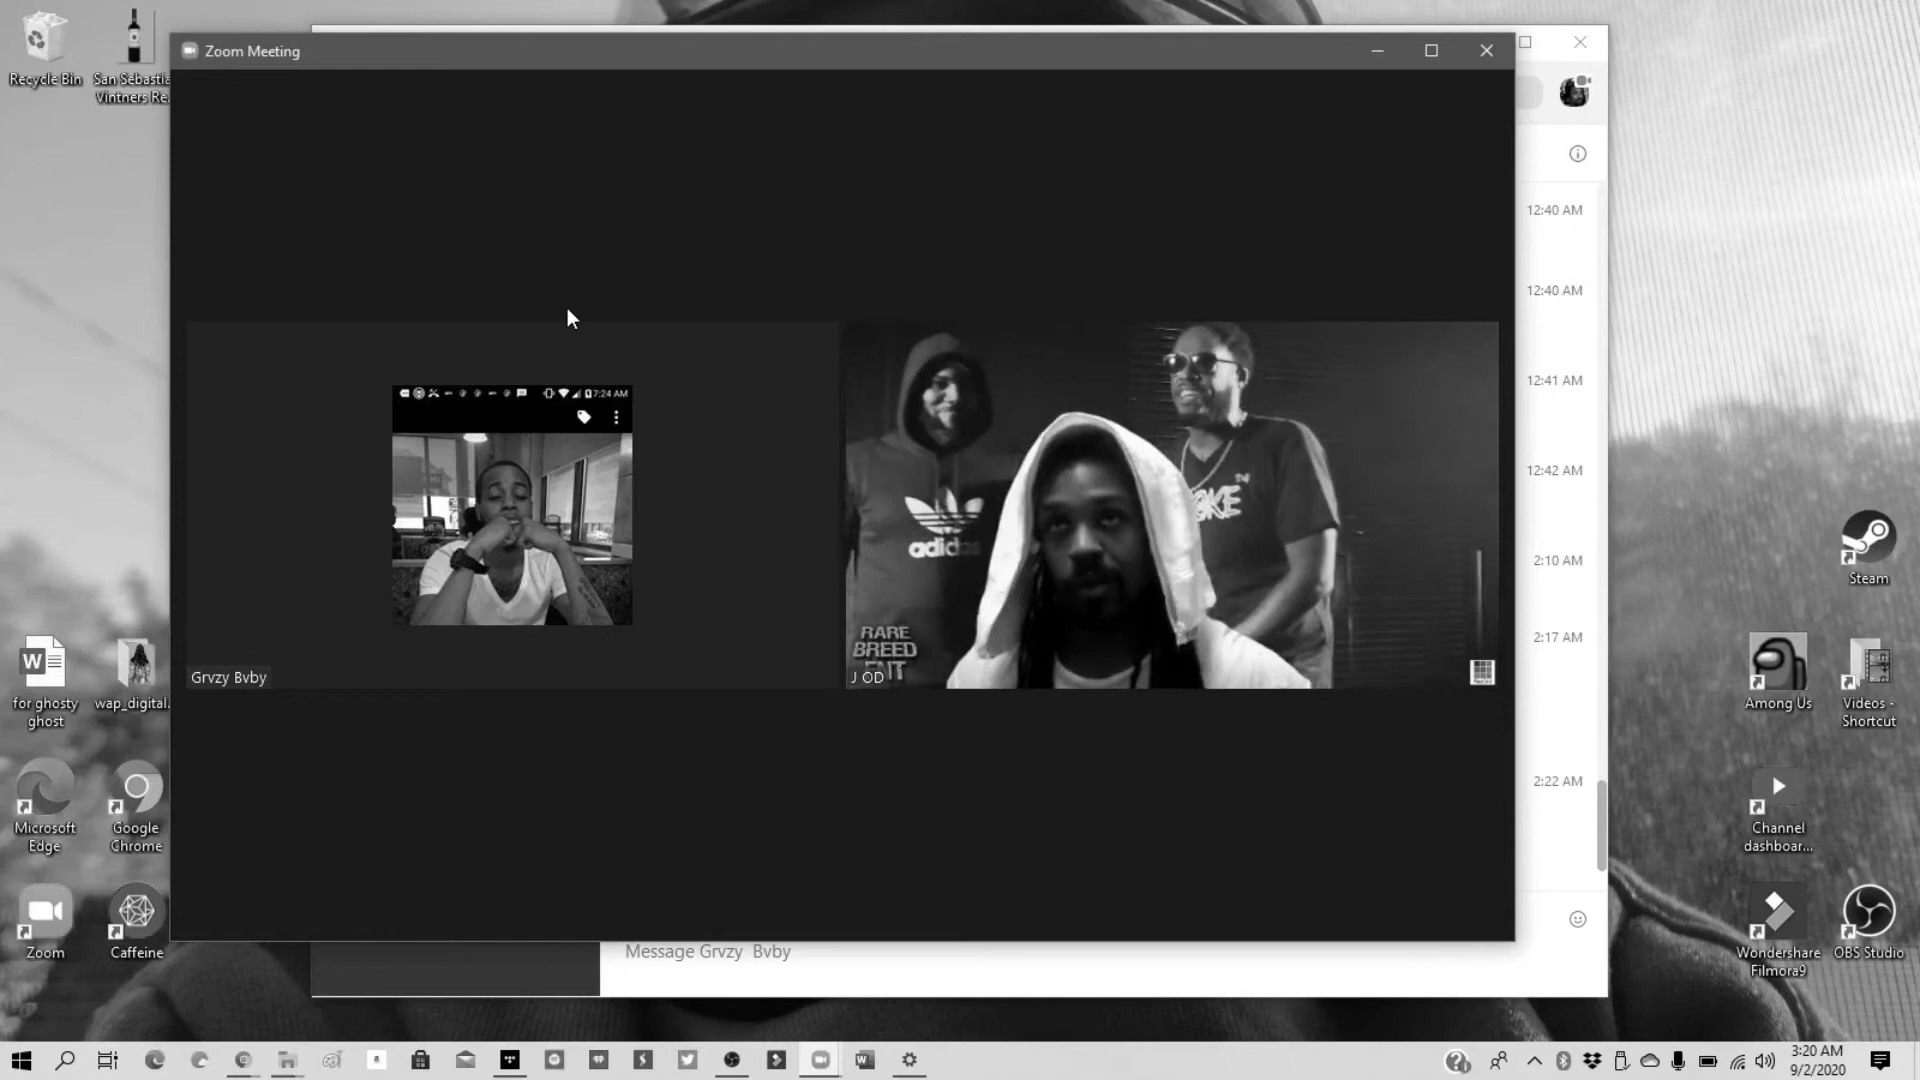 Recycle Bin
San Sebastia
Vintners Re...
Zoom Meeting
12:40 AM
12:40 AM
12:41 AM
12:42 AM
2:10 AM
2:17 AM
2:22 AM
7:24 AM
Grvzy Bvby
adidas
OKE
TM
RARE
BREED
ENT
J OD
Message Grvzy Bvby
for ghosty
ghost
wap_digital.
Microsoft
Edge
Google
Chrome
Zoom
Caffeine
Steam
Among Us
Videos -
Shortcut
Channel
dashboar...
Wondershare
Filmora9
OBS Studio
3:20 AM
9/2/2020